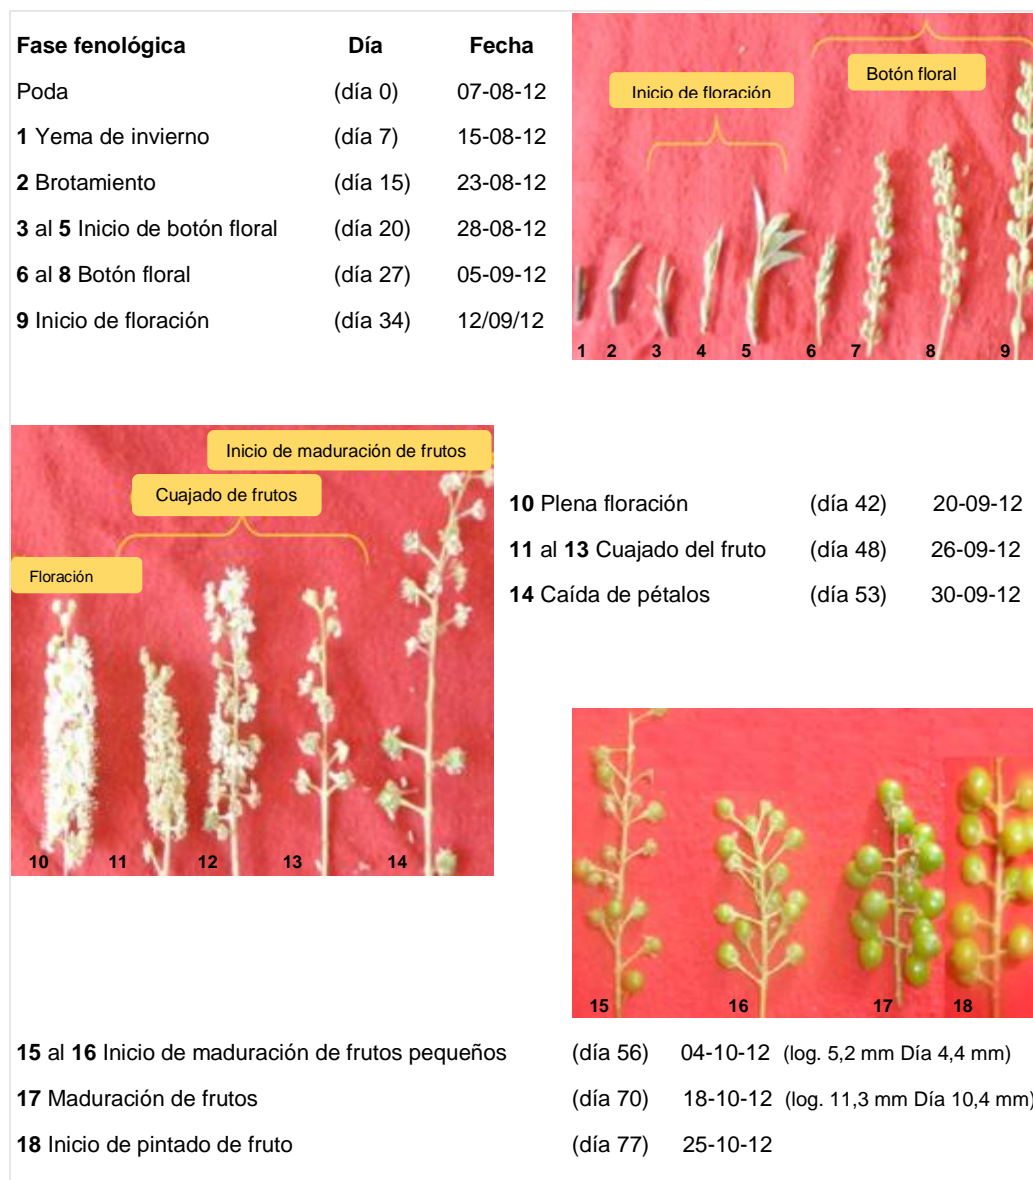 Fase fenológica Día Fecha
Poda (día 0) 07-08-12
1 Yema de invierno (día 7) 15-08-12
2 Brotamiento (día 15) 23-08-12
3 al 5 Inicio de botón floral (día 20) 28-08-12
6 al 8 Botón floral (día 27) 05-09-12
9 Inicio de floración (día 34) 12/09/12
Botón floral
Inicio de floración
1 2 3 4 5 6 7 8 9
Inicio de maduración de frutos
Cuajado de frutos
Floración
10 11 12 13 14
10 Plena floración (día 42) 20-09-12
11 al 13 Cuajado del fruto (día 48) 26-09-12
14 Caída de pétalos (día 53) 30-09-12
15 16 17 18
15 al 16 Inicio de maduración de frutos pequeños (día 56) 04-10-12 (log. 5,2 mm Día 4,4 mm)
17 Maduración de frutos (día 70) 18-10-12 (log. 11,3 mm Día 10,4 mm)
18 Inicio de pintado de fruto (día 77) 25-10-12